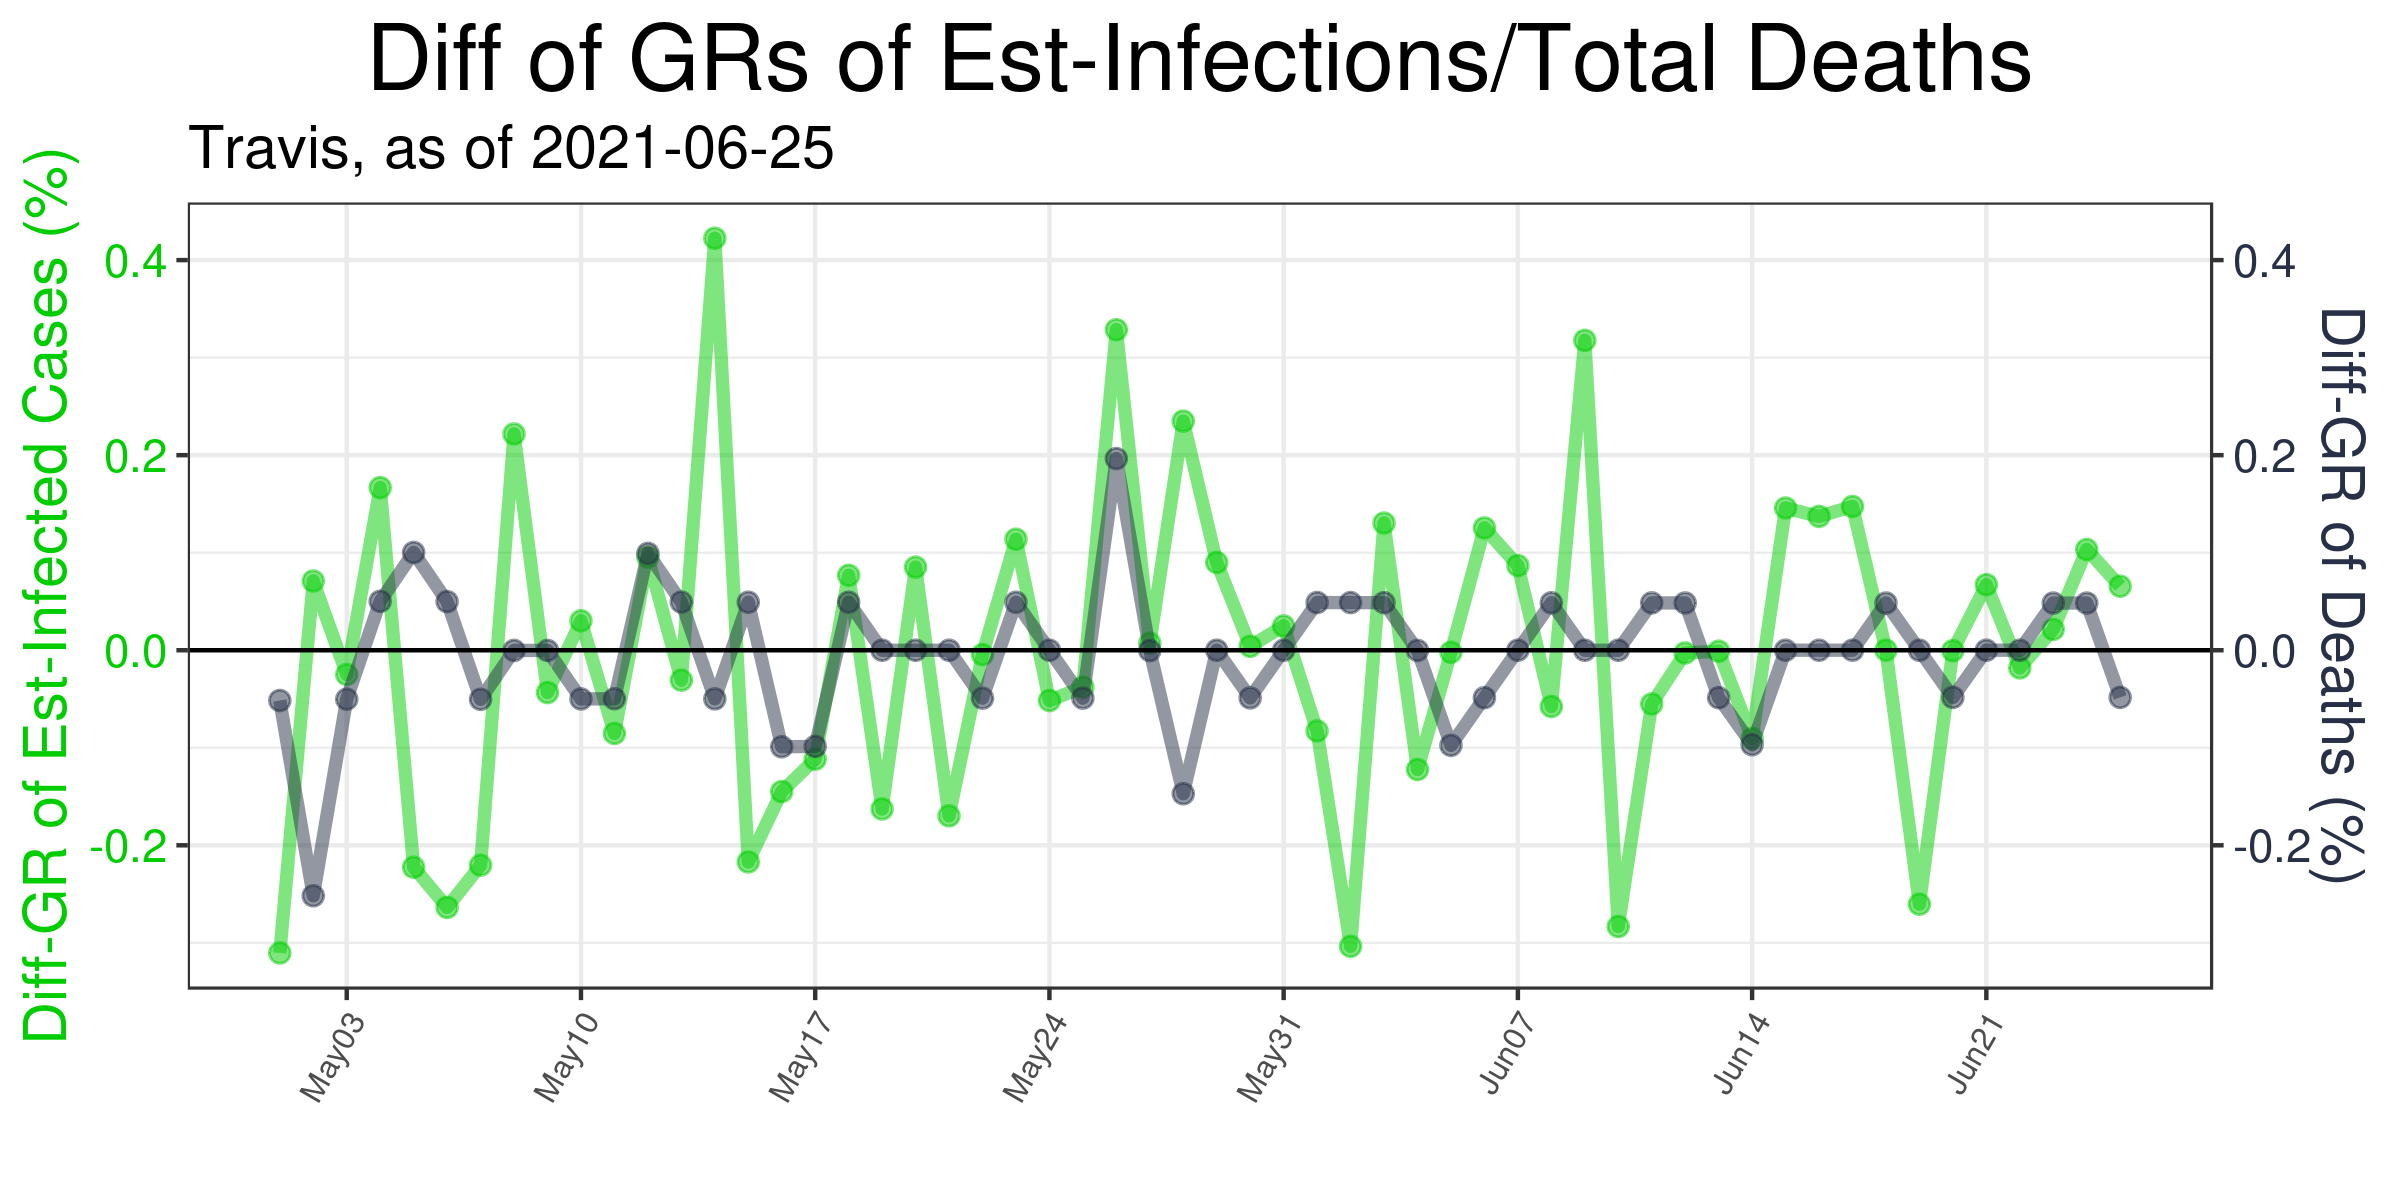 Diff of GRs of Est-Infections/Total Deaths
Travis, as of 2021-06-25
Diff-GR of Est-Infected Cases (%)
0.4
0.2
0.0
-0.2
0.4
0.2
0.0
-0.2
Diff-GR of Deaths (%)
May03
May10
May17
May24
May31
Jun07
Jun14
Jun21